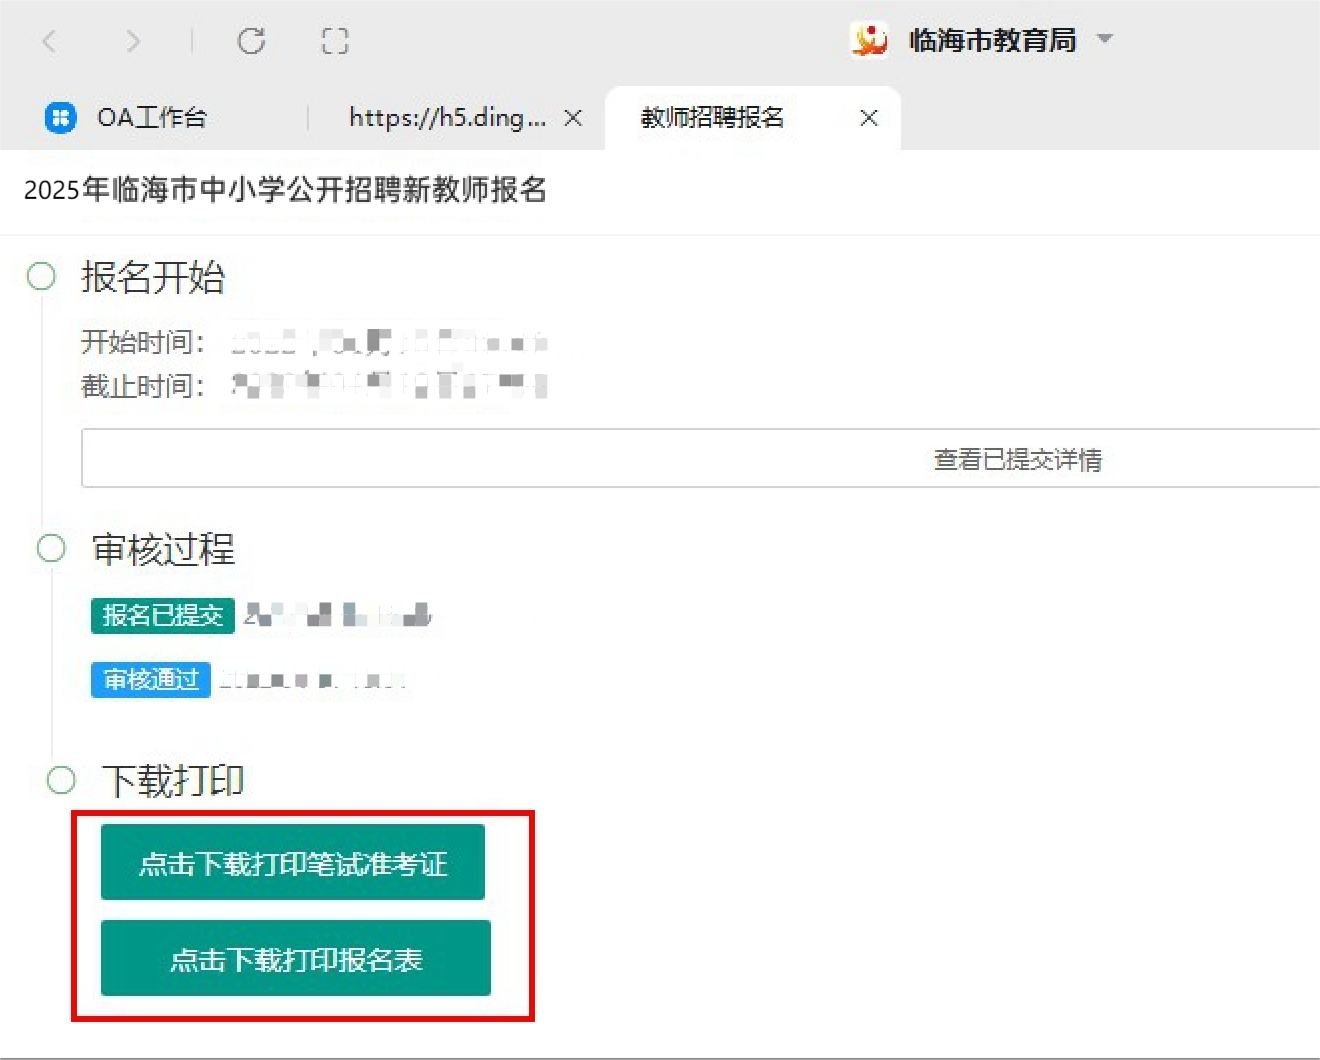 临海市教育局
OA工作台
https://h5.ding...
教师招聘报名
2025年临海市中小学公开招聘新教师报名
报名开始
开始时间：
截止时间：
查看已提交详情
审核过程
报名已提交
审核通过
下载打印
点击下载打印笔试准考证
点击下载打印报名表